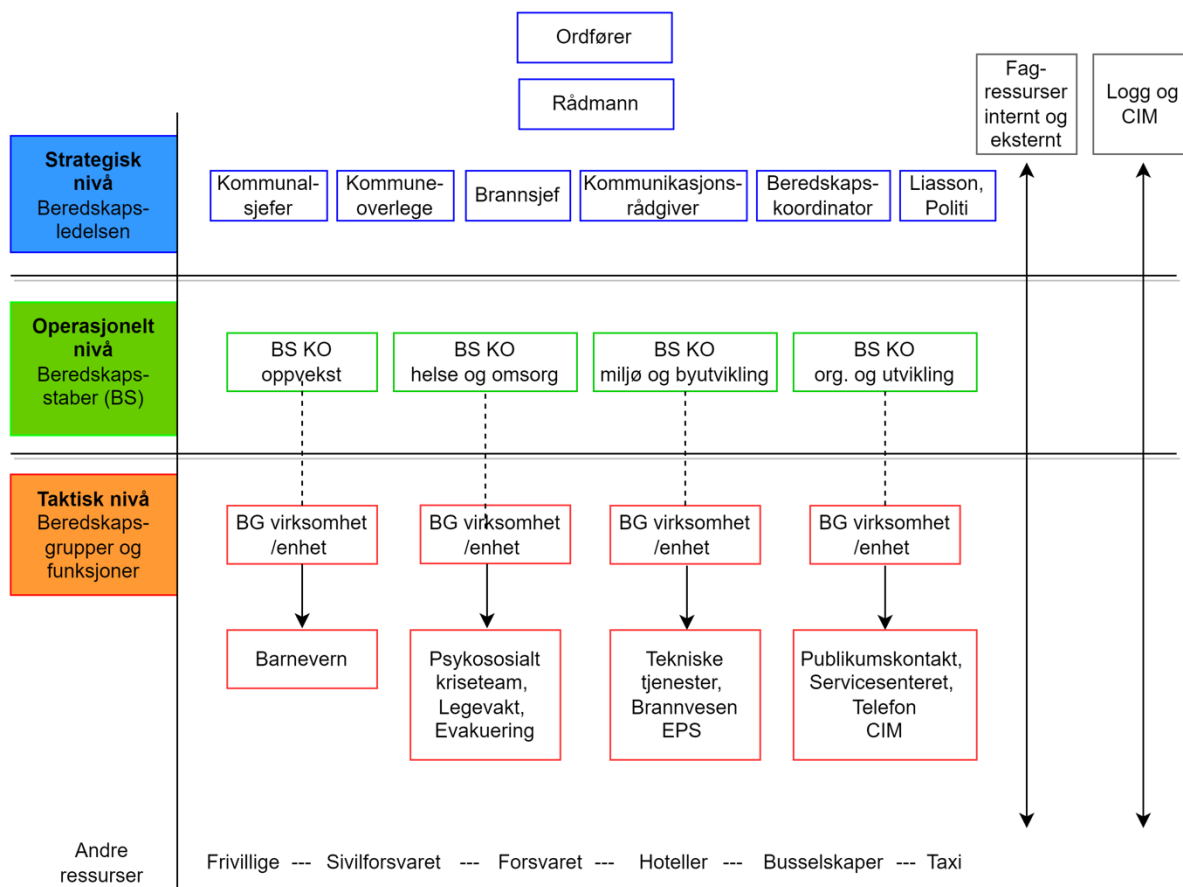 Ordfører
Rådmann
Fag-
ressurser
internt og
eksternt
Logg og
CIM
Strategisk
nivå
Beredskaps-
ledelsen
Kommunal-
sjefer
Kommune-
overlege
Brannsjef
Kommunikasjons-
rådgiver
Beredskaps-
koordinator
Liasson,
Politi
Operasjonelt
nivå
Beredskaps-
staber (BS)
BS KO
oppvekst
BS KO
helse og omsorg
BS KO
miljø og byutvikling
BS KO
org. og utvikling
Taktisk nivå
Beredskaps-
grupper og
funksjoner
BG virksomhet
/enhet
BG virksomhet
/enhet
BG virksomhet
/enhet
BG virksomhet
/enhet
Barnevern
Psykososialt
kriseteam,
Legevakt,
Evakuering
Tekniske
tjenester,
Brannvesen
EPS
Publikumskontakt,
Servicesenteret,
Telefon
CIM
Andre
ressurser
Frivillige --- Sivilforsvaret --- Forsvaret --- Hoteller --- Busselskaper --- Taxi